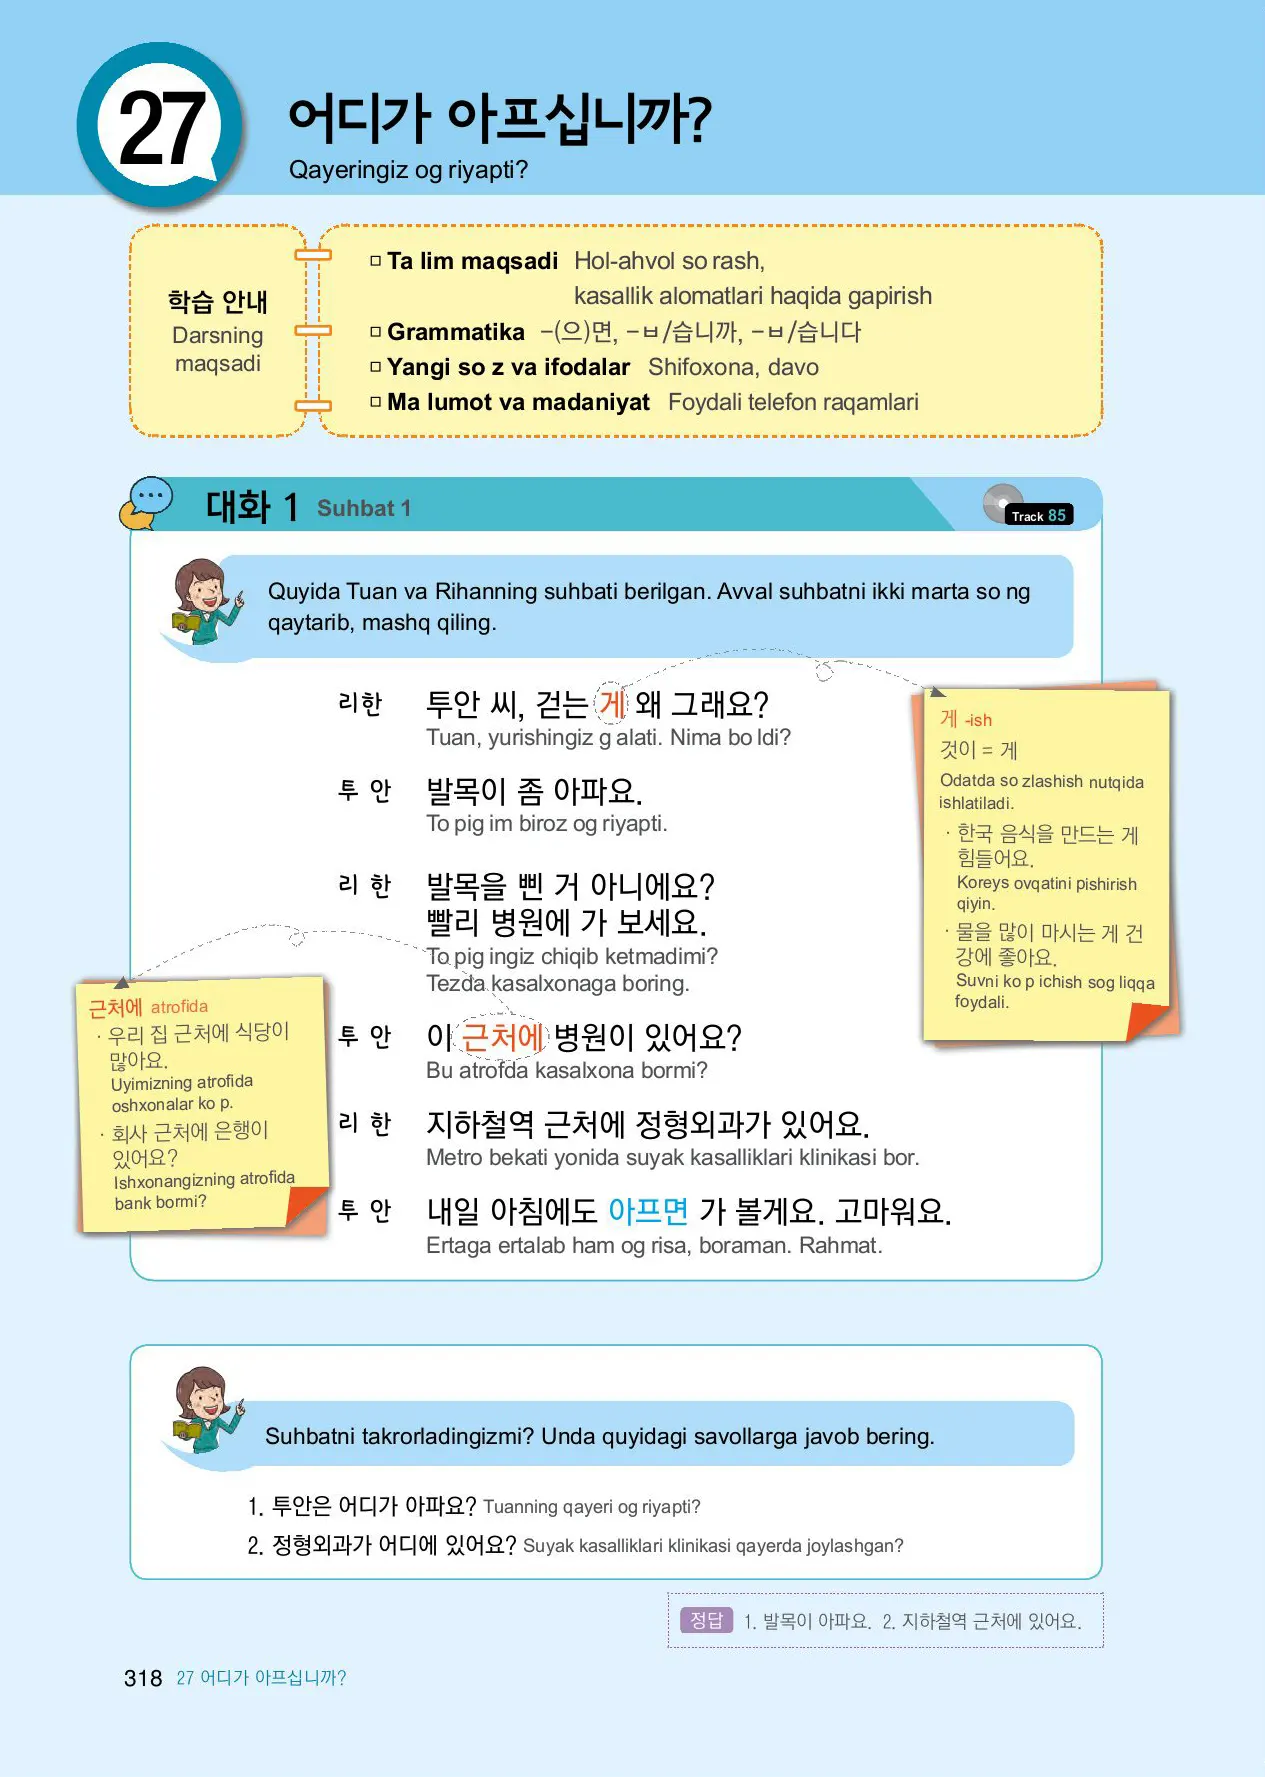 27
어디가 아프십니까?
Qayeringiz og riyapti?
학습 안내
Darsning
maqsadi
□ Ta lim maqsadi Hol-ahvol so rash,
kasallik alomatlari haqida gapirish
□ Grammatika -(으)면, -ㅂ/습니까, -ㅂ/습니다
□ Yangi so z va ifodalar Shifoxona, davo
□ Ma lumot va madaniyat Foydali telefon raqamlari
대화 1 Suhbat 1
Track 85
Quyida Tuan va Rihanning suhbati berilgan. Avval suhbatni ikki marta so ng
qaytarib, mashq qiling.
리한 투안 씨, 걷는 게 왜 그래요?
Tuan, yurishingiz g alati. Nima bo ldi?
투 안 발목이 좀 아파요.
To pig im biroz og riyapti.
리 한 발목을 삔 거 아니에요?
빨리 병원에 가 보세요.
To pig ingiz chiqib ketmadimi?
Tezda kasalxonaga boring.
투 안 이 근처에 병원이 있어요?
Bu atrofda kasalxona bormi?
리 한 지하철역 근처에 정형외과가 있어요.
Metro bekati yonida suyak kasalliklari klinikasi bor.
투 안 내일 아침에도 아프면 가 볼게요. 고마워요.
Ertaga ertalab ham og risa, boraman. Rahmat.
게 -ish
것이 = 게
Odatda so zlashish nutqida
ishlatiladi.
· 한국 음식을 만드는 게
힘들어요.
Koreys ovqatini pishirish
qiyin.
· 물을 많이 마시는 게 건
강에 좋아요.
Suvni ko p ichish sog liqqa
foydali.
근처에 atrofida
· 우리 집 근처에 식당이
많아요.
Uyimizning atrofida
oshxonalar ko p.
· 회사 근처에 은행이
있어요?
Ishxonangizning atrofida
bank bormi?
Suhbatni takrorladingizmi? Unda quyidagi savollarga javob bering.
1. 투안은 어디가 아파요? Tuanning qayeri og riyapti?
2. 정형외과가 어디에 있어요? Suyak kasalliklari klinikasi qayerda joylashgan?
정답 1. 발목이 아파요. 2. 지하철역 근처에 있어요.
318 27 어디가 아프십니까?